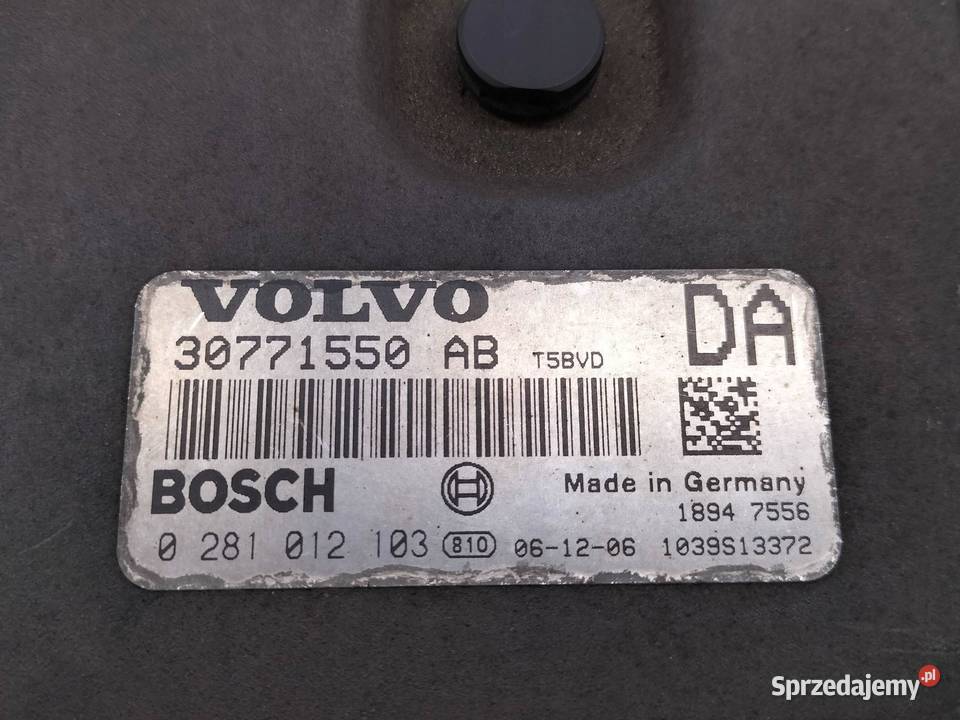 VOLVO
30771550 AB T5BVD DA
BOSCH
Made in Germany
1894 7556
0 281 012 103 810 06-12-06 1039S13372
Sprzedajemy.pl